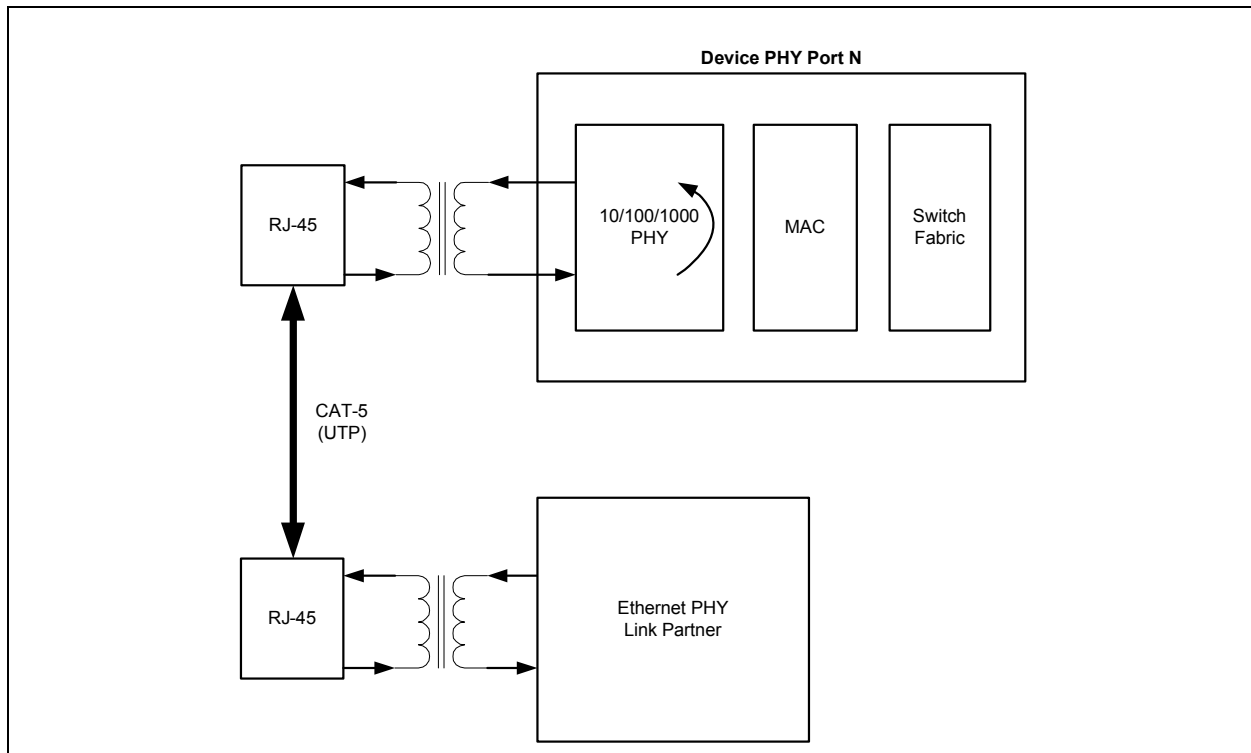 Device PHY Port N
RJ-45
10/100/1000
PHY
MAC
Switch
Fabric
CAT-5
(UTP)
RJ-45
Ethernet PHY
Link Partner